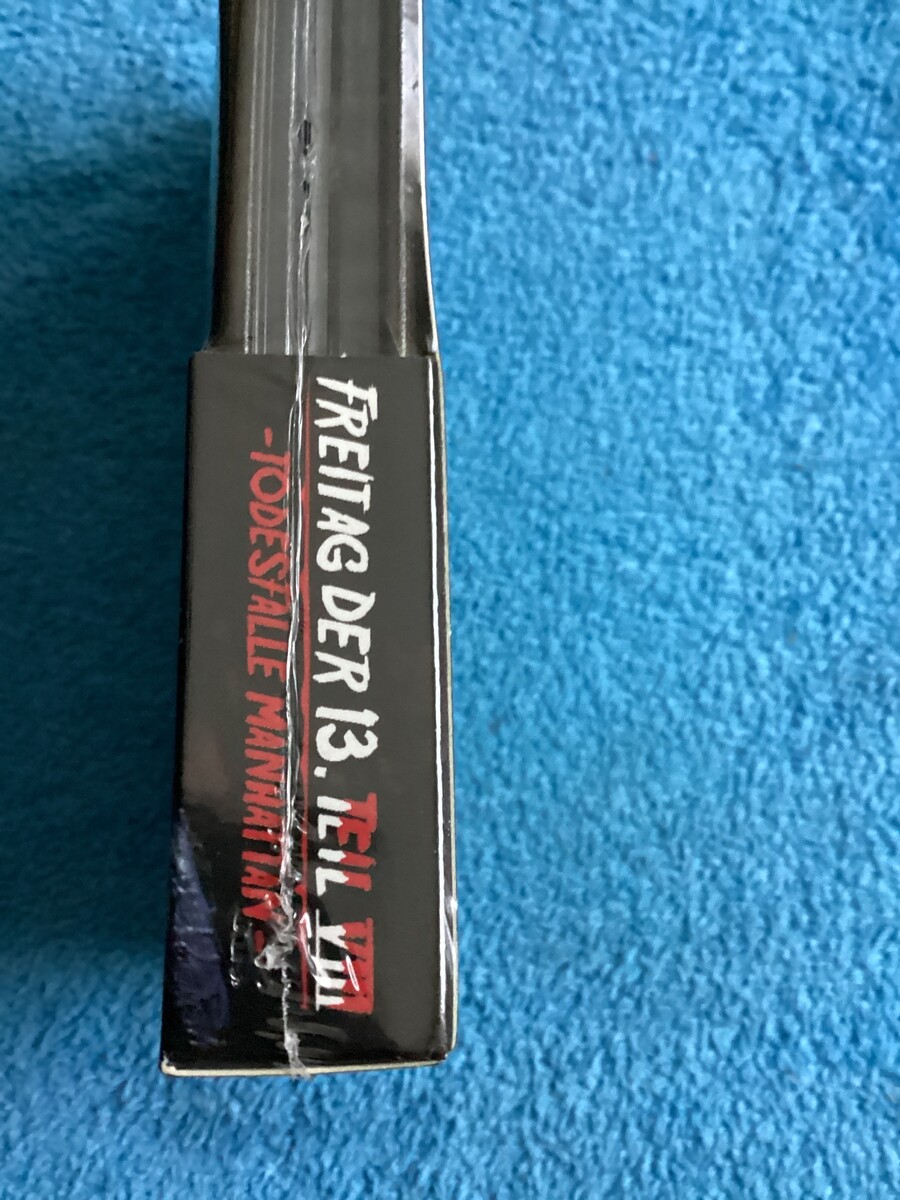 FREITAG DER 13. TEIL VIII
- TODESFALLE MANHATTAN -